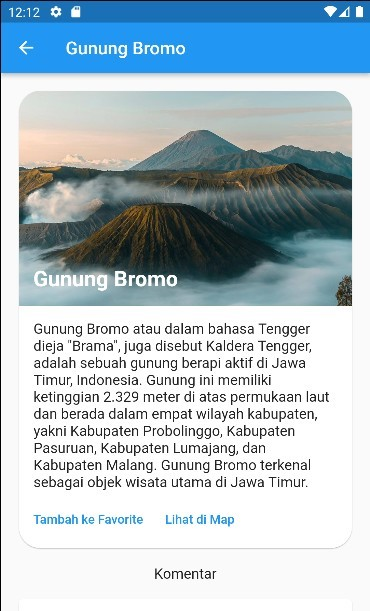 12:12
Gunung Bromo
Gunung Bromo
Gunung Bromo atau dalam bahasa Tengger
dieja "Brama", juga disebut Kaldera Tengger,
adalah sebuah gunung berapi aktif di Jawa
Timur, Indonesia. Gunung ini memiliki
ketinggian 2.329 meter di atas permukaan laut
dan berada dalam empat wilayah kabupaten,
yakni Kabupaten Probolinggo, Kabupaten
Pasuruan, Kabupaten Lumajang, dan
Kabupaten Malang. Gunung Bromo terkenal
sebagai objek wisata utama di Jawa Timur.
Tambah ke Favorite Lihat di Map
Komentar